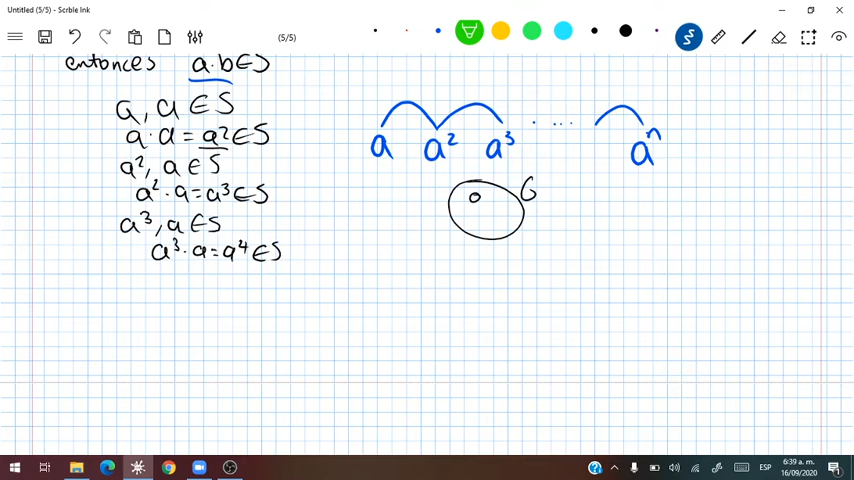 Untitled (5/5) - Scrble Ink
(5/5)
entonces a·b∈S
a, a ∈ S
a·a = a²∈S
a², a ∈ S
a²·a = a³∈S
a³, a ∈ S
a³·a = a⁴∈S
a a² a³ ..... aⁿ
G
ESP
6:39 a. m.
16/09/2020
1